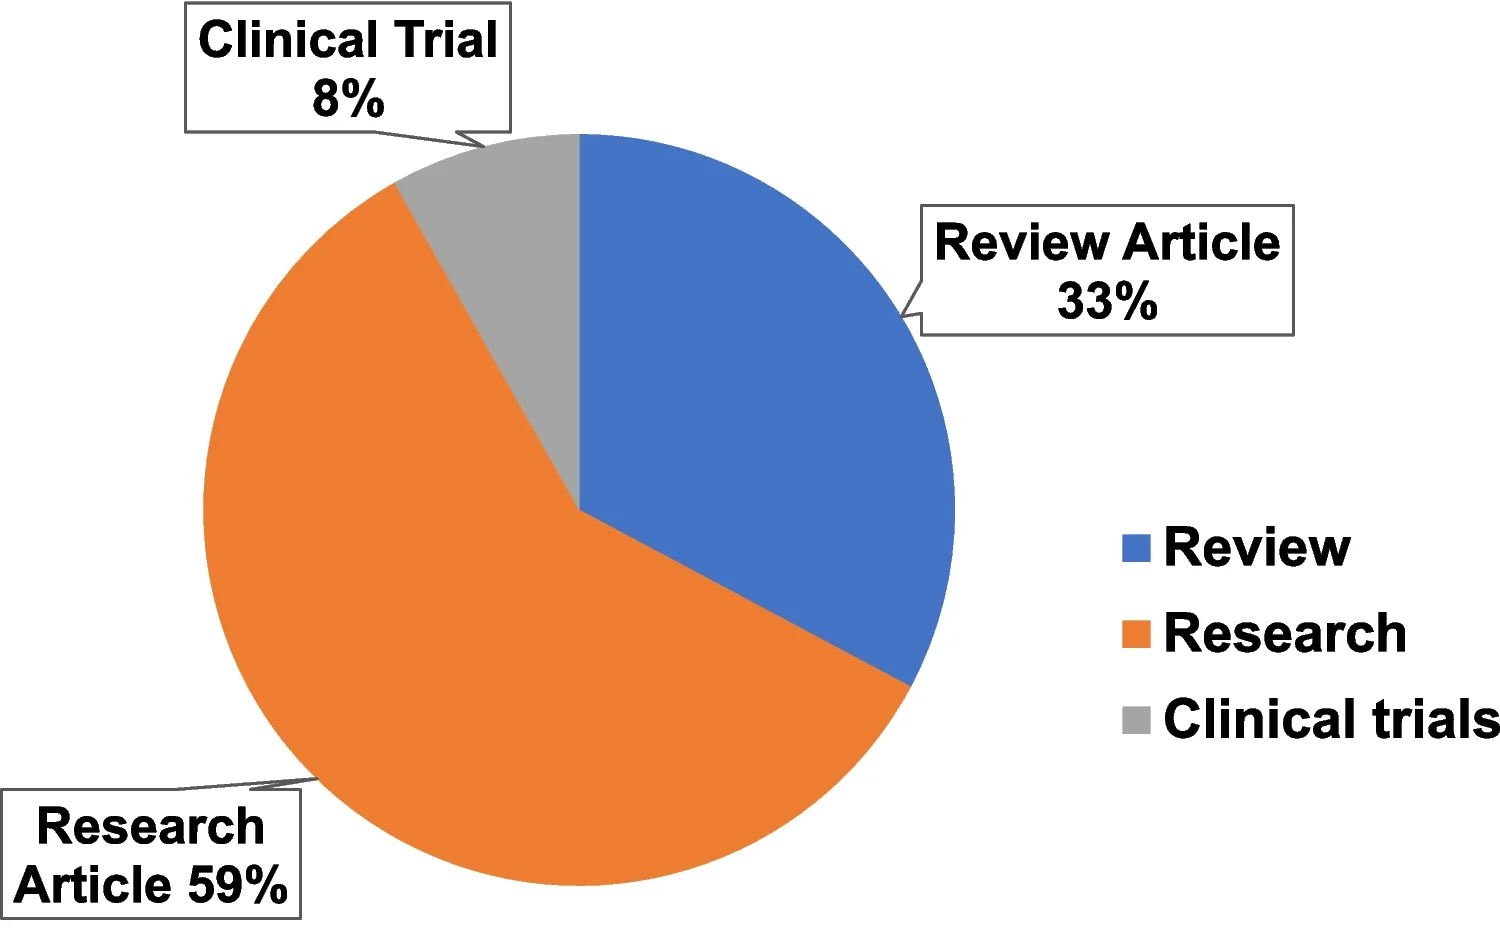 Clinical Trial
8%
Review Article
33%
Review
Research
Clinical trials
Research
Article 59%